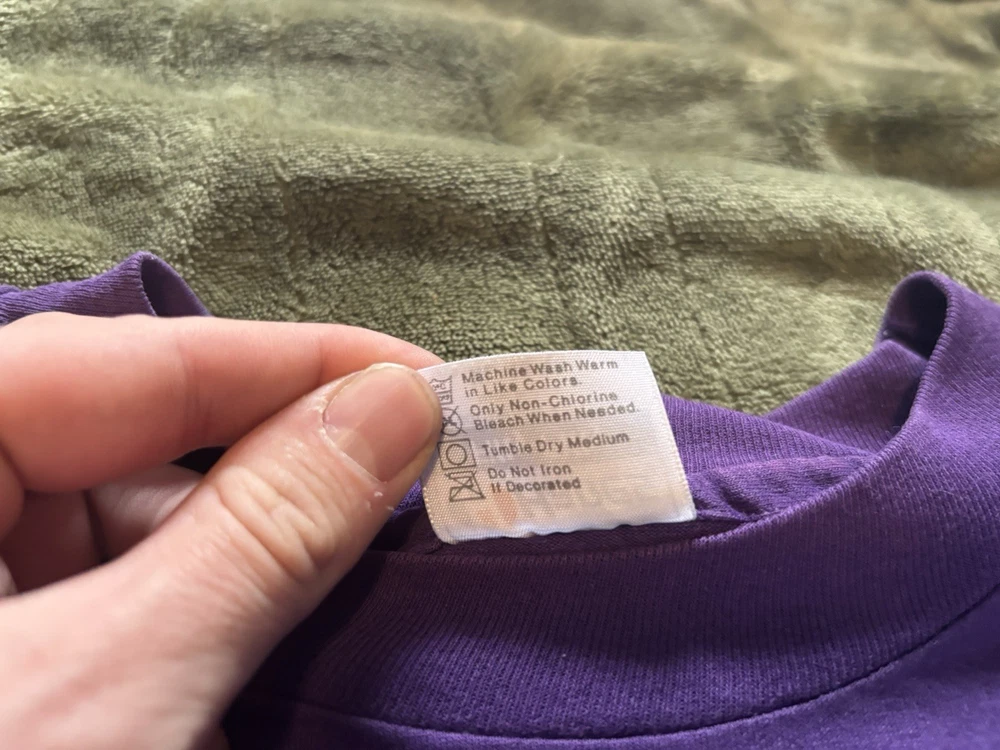 Machine Wash Warm
in Like Colors.
Only Non-Chlorine
Bleach When Needed.
Tumble Dry Medium
Do Not Iron
If Decorated